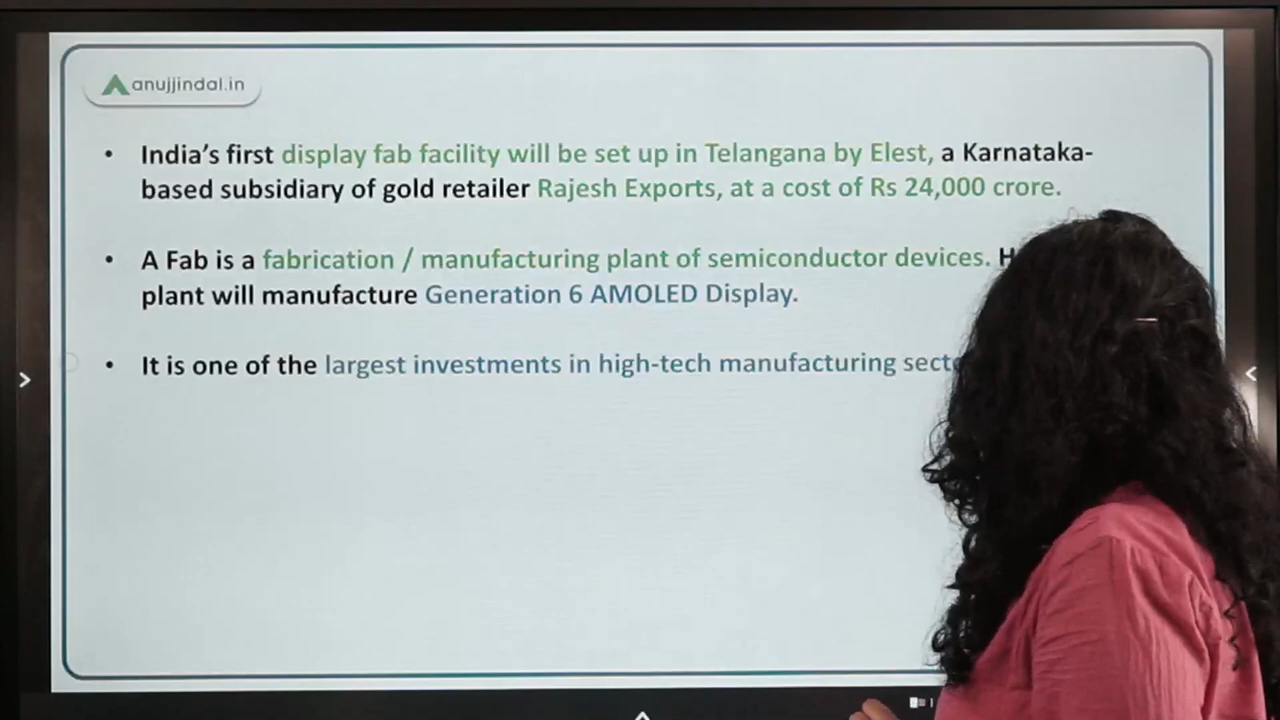 anujjindal.in
• India's first display fab facility will be set up in Telangana by Elest, a Karnataka-
based subsidiary of gold retailer Rajesh Exports, at a cost of Rs 24,000 crore.
• A Fab is a fabrication / manufacturing plant of semiconductor devices.
plant will manufacture Generation 6 AMOLED Display.
• It is one of the largest investments in high-tech manufacturing